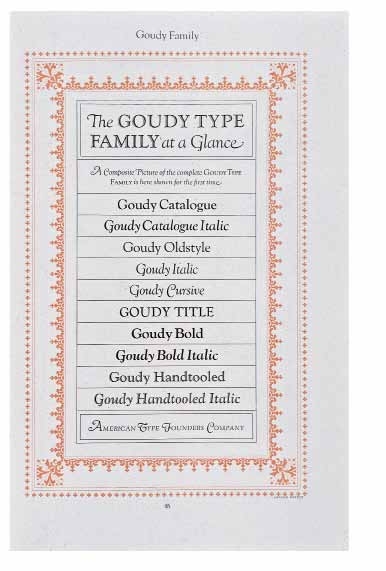 Goudy Family
The GOUDY TYPE
FAMILY at a Glance
A Composite Picture of the complete GOUDY TYPE
FAMILY is here shown for the first time
Goudy Catalogue
Goudy Catalogue Italic
Goudy Oldstyle
Goudy Italic
Goudy Cursive
GOUDY TITLE
Goudy Bold
Goudy Bold Italic
Goudy Handtooled
Goudy Handtooled Italic
AMERICAN TYPE FOUNDERS COMPANY